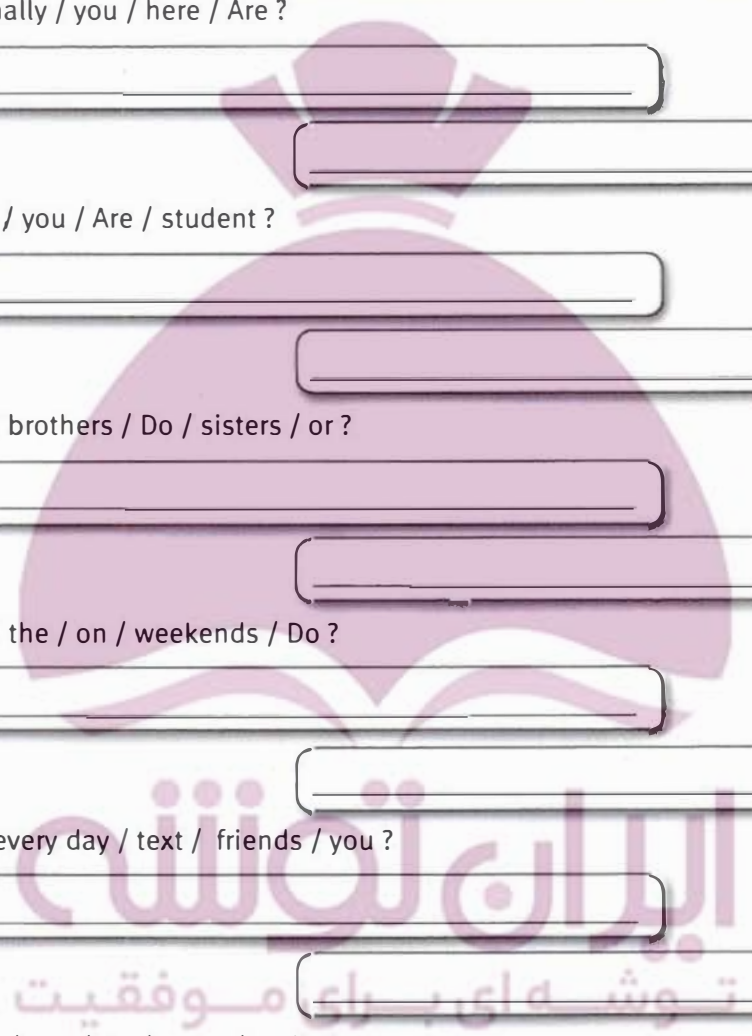 ally / you / here / Are ?
/ you / Are / student ?
brothers / Do / sisters / or ?
the / on / weekends / Do ?
every day / text / friends / you ?
ایران توشه
توشه ای برای موفقیت